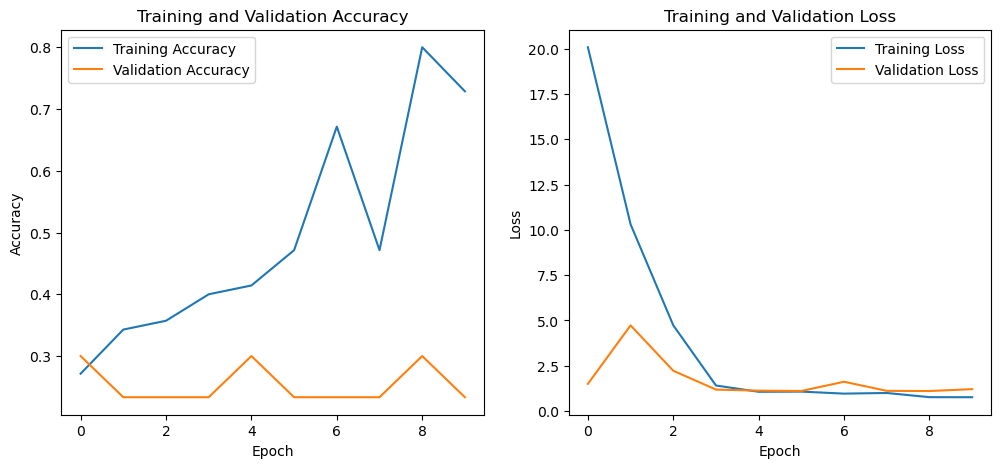 Training and Validation Accuracy
Training Accuracy
Validation Accuracy
0.8
0.7
0.6
0.5
0.4
0.3
Accuracy
0
2
4
6
8
Epoch
Training and Validation Loss
Training Loss
Validation Loss
20.0
17.5
15.0
12.5
10.0
7.5
5.0
2.5
0.0
Loss
0
2
4
6
8
Epoch